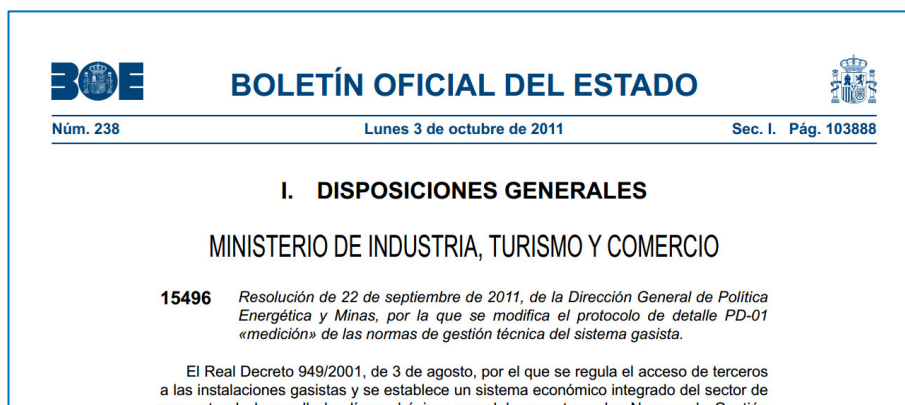 BOE
BOLETÍN OFICIAL DEL ESTADO
Núm. 238 Lunes 3 de octubre de 2011 Sec. I. Pág. 103888
I. DISPOSICIONES GENERALES
MINISTERIO DE INDUSTRIA, TURISMO Y COMERCIO
15496 Resolución de 22 de septiembre de 2011, de la Dirección General de Política
Energética y Minas, por la que se modifica el protocolo de detalle PD-01
«medición» de las normas de gestión técnica del sistema gasista.
El Real Decreto 949/2001, de 3 de agosto, por el que se regula el acceso de terceros
a las instalaciones gasistas y se establece un sistema económico integrado del sector de